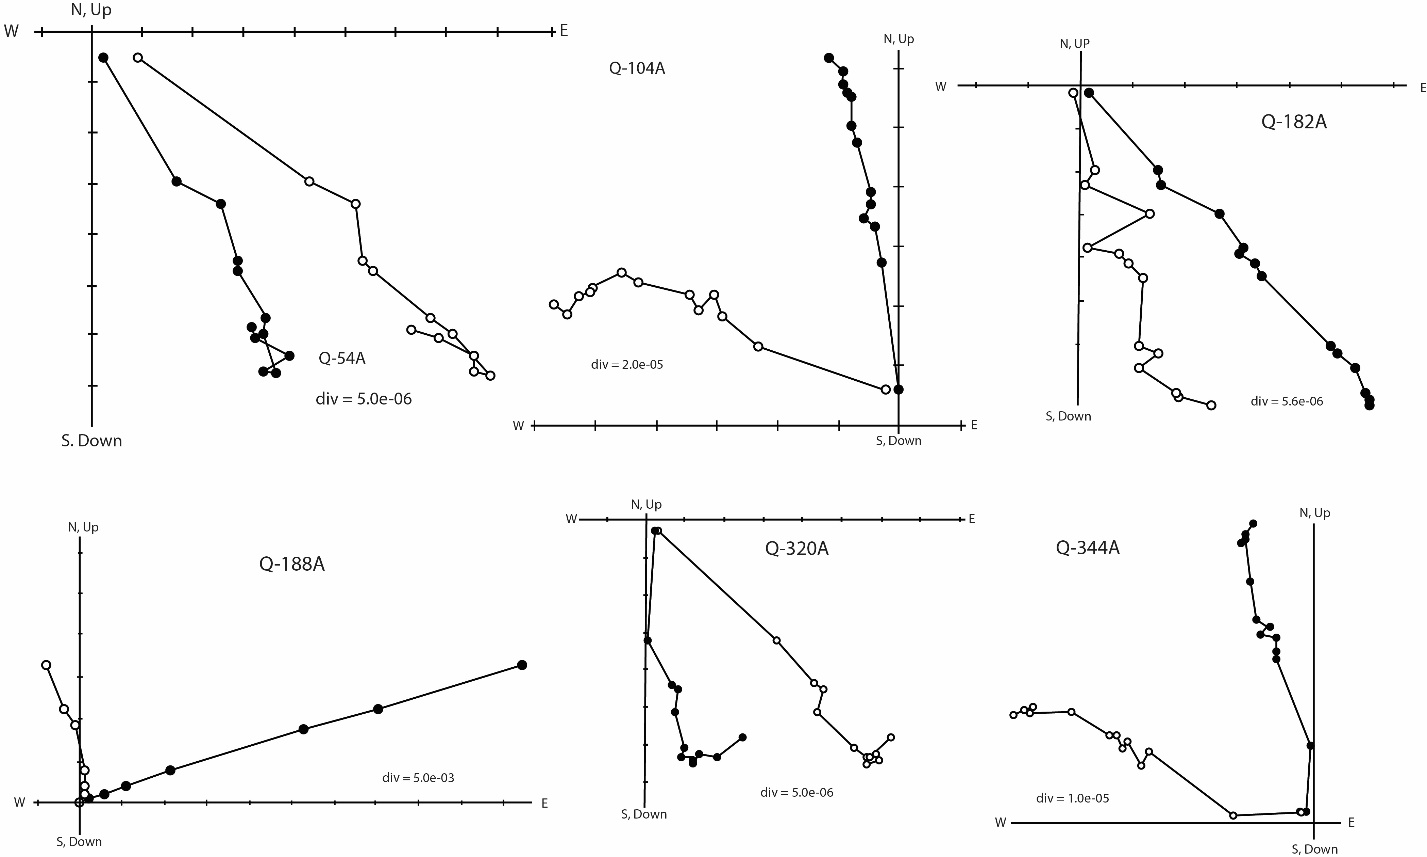 N, Up
W
E
Q-54A
div = 5.0e-06
S. Down
N, Up
Q-104A
div = 2.0e-05
W
E
S, Down
N, UP
W
E
Q-182A
div = 5.6e-06
S, Down
N, Up
Q-188A
div = 5.0e-03
W
E
S, Down
N, Up
W
E
Q-320A
div = 5.0e-06
S, Down
N, Up
Q-344A
div = 1.0e-05
W
E
S, Down